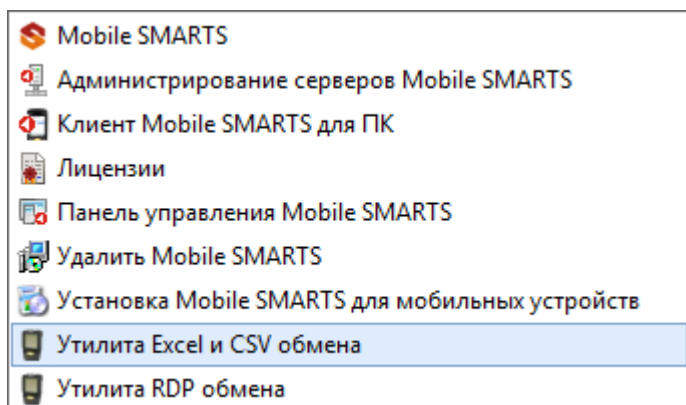 Mobile SMARTS
Администрирование серверов Mobile SMARTS
Клиент Mobile SMARTS для ПК
Лицензии
Панель управления Mobile SMARTS
Удалить Mobile SMARTS
Установка Mobile SMARTS для мобильных устройств
Утилита Excel и CSV обмена
Утилита RDP обмена